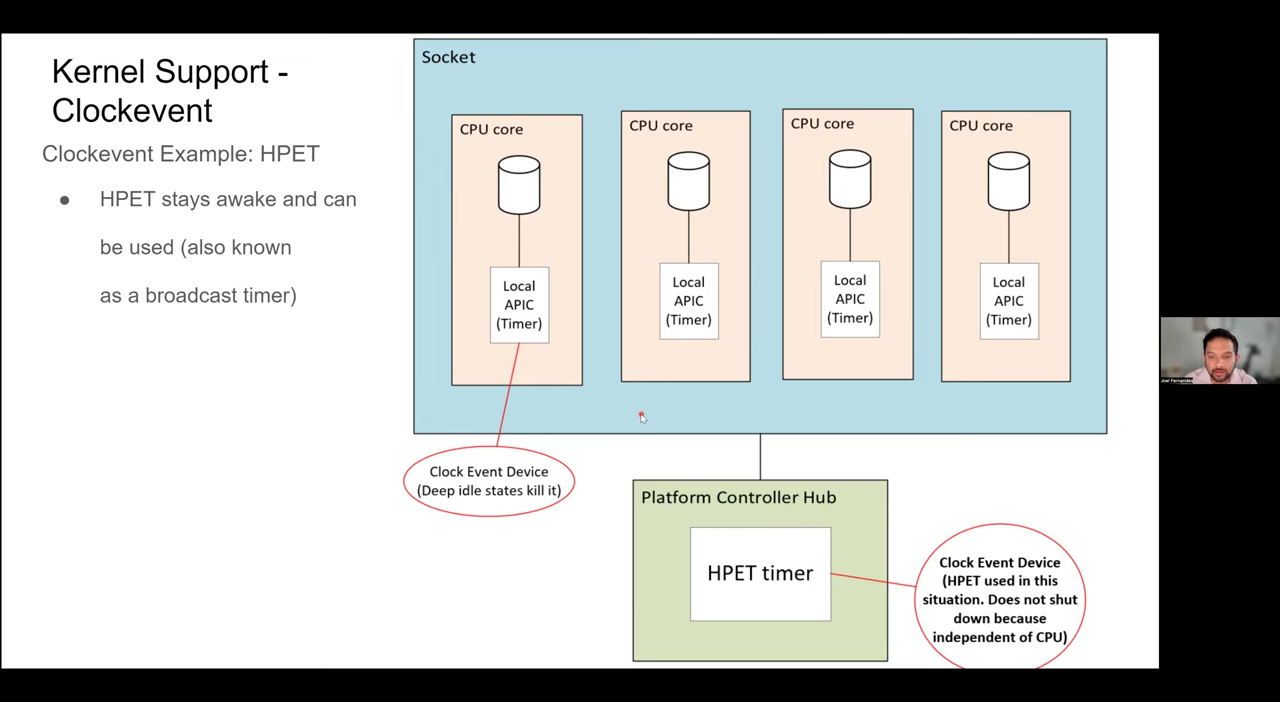 Kernel Support -
Clockevent
Clockevent Example: HPET
● HPET stays awake and can
be used (also known
as a broadcast timer)
Socket
CPU core
Local
APIC
(Timer)
CPU core
Local
APIC
(Timer)
CPU core
Local
APIC
(Timer)
CPU core
Local
APIC
(Timer)
Clock Event Device
(Deep idle states kill it)
Platform Controller Hub
HPET timer
Clock Event Device
(HPET used in this
situation. Does not shut
down because
independent of CPU)
Joel Fernandes